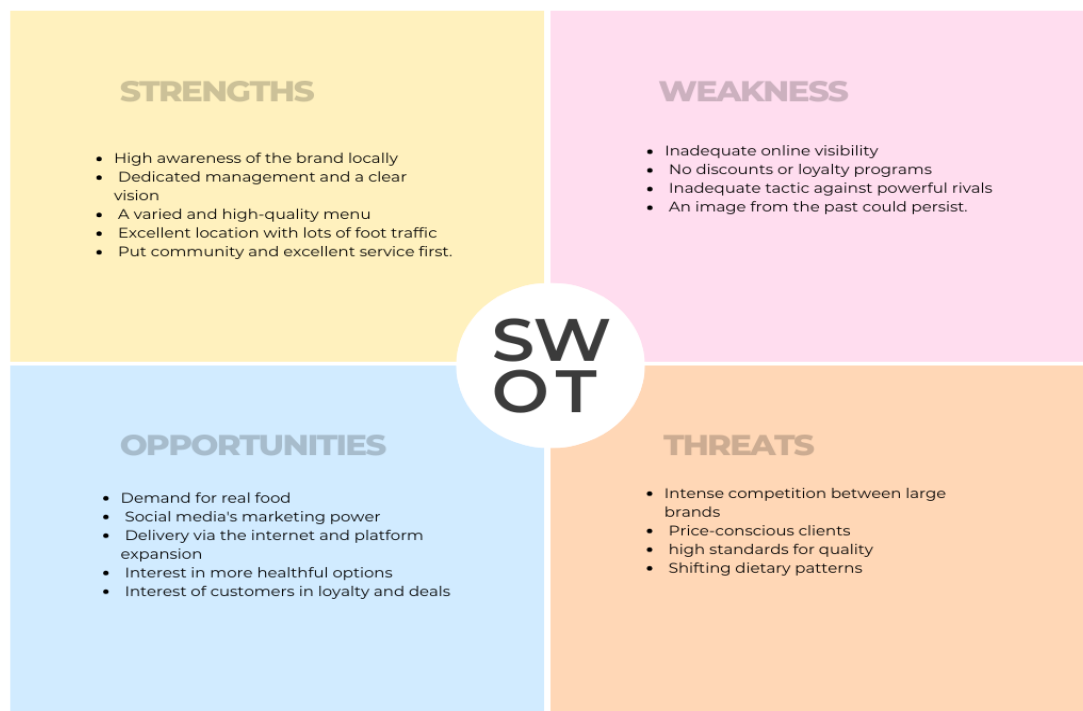 STRENGTHS
• High awareness of the brand locally
• Dedicated management and a clear
vision
• A varied and high-quality menu
• Excellent location with lots of foot traffic
• Put community and excellent service first.
WEAKNESS
• Inadequate online visibility
• No discounts or loyalty programs
• Inadequate tactic against powerful rivals
• An image from the past could persist.
SW
OT
OPPORTUNITIES
• Demand for real food
• Social media's marketing power
• Delivery via the internet and platform
expansion
• Interest in more healthful options
• Interest of customers in loyalty and deals
THREATS
• Intense competition between large
brands
• Price-conscious clients
• high standards for quality
• Shifting dietary patterns